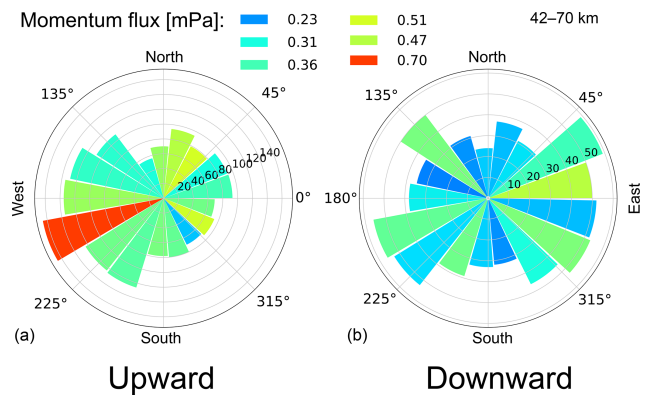 Momentum flux [mPa]:
0.23
0.31
0.36
0.51
0.47
0.70
42–70 km
North
135°
45°
West
20 40 60 80 100 120 140
0°
225°
315°
(a)
South
North
135°
45°
180°
10 20 30 40 50
East
225°
315°
(b)
South
Upward
Downward